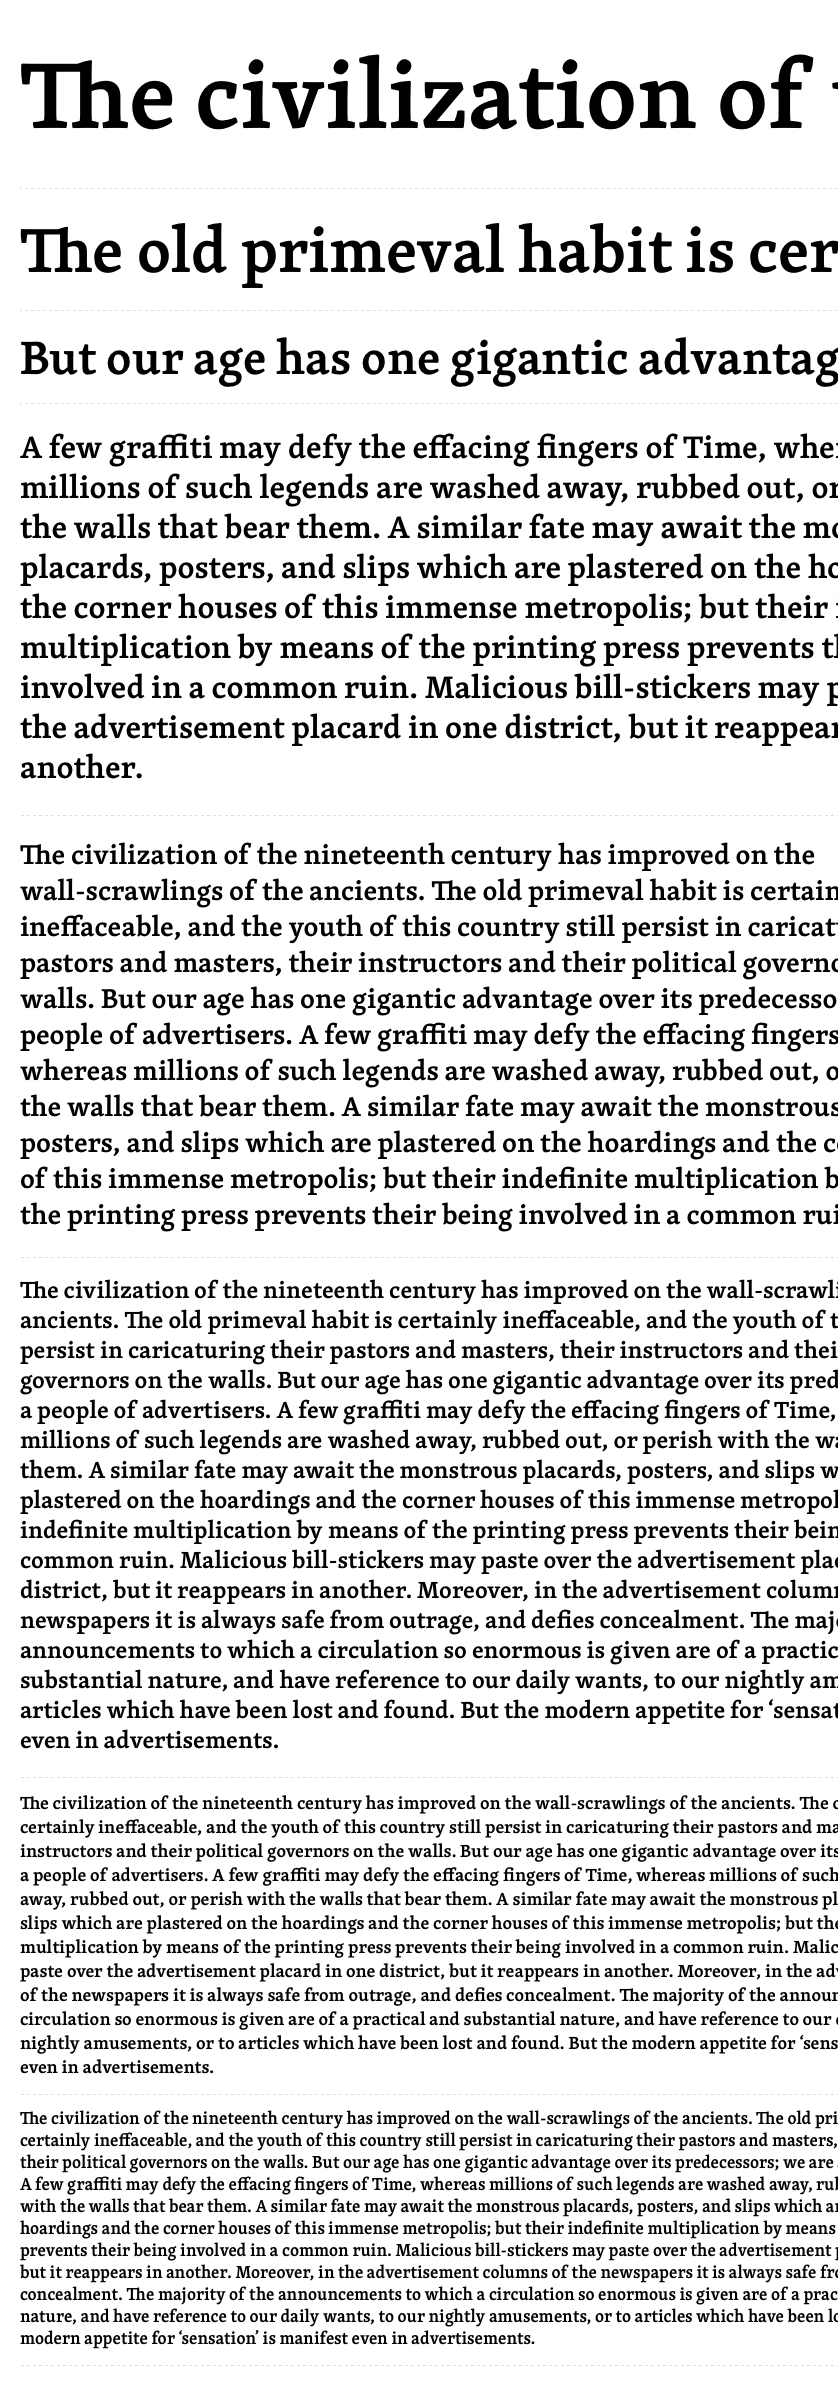 The civilization of
The old primeval habit is cer
But our age has one gigantic advantag
A few graffiti may defy the effacing fingers of Time, whe
millions of such legends are washed away, rubbed out, or
the walls that bear them. A similar fate may await the mo
placards, posters, and slips which are plastered on the ho
the corner houses of this immense metropolis; but their
multiplication by means of the printing press prevents th
involved in a common ruin. Malicious bill-stickers may p
the advertisement placard in one district, but it reappear
another.
The civilization of the nineteenth century has improved on the
wall-scrawlings of the ancients. The old primeval habit is certain
ineffaceable, and the youth of this country still persist in caricat
pastors and masters, their instructors and their political governo
walls. But our age has one gigantic advantage over its predecesso
people of advertisers. A few graffiti may defy the effacing fingers
whereas millions of such legends are washed away, rubbed out, o
the walls that bear them. A similar fate may await the monstrous
posters, and slips which are plastered on the hoardings and the c
of this immense metropolis; but their indefinite multiplication b
the printing press prevents their being involved in a common rui
The civilization of the nineteenth century has improved on the wall-scrawli
ancients. The old primeval habit is certainly ineffaceable, and the youth of t
persist in caricaturing their pastors and masters, their instructors and thei
governors on the walls. But our age has one gigantic advantage over its pred
a people of advertisers. A few graffiti may defy the effacing fingers of Time,
millions of such legends are washed away, rubbed out, or perish with the wa
them. A similar fate may await the monstrous placards, posters, and slips w
plastered on the hoardings and the corner houses of this immense metropol
indefinite multiplication by means of the printing press prevents their bein
common ruin. Malicious bill-stickers may paste over the advertisement plac
district, but it reappears in another. Moreover, in the advertisement column
newspapers it is always safe from outrage, and defies concealment. The majo
announcements to which a circulation so enormous is given are of a practic
substantial nature, and have reference to our daily wants, to our nightly am
articles which have been lost and found. But the modern appetite for ‘sensat
even in advertisements.
The civilization of the nineteenth century has improved on the wall-scrawlings of the ancients. The o
certainly ineffaceable, and the youth of this country still persist in caricaturing their pastors and ma
instructors and their political governors on the walls. But our age has one gigantic advantage over its
a people of advertisers. A few graffiti may defy the effacing fingers of Time, whereas millions of such
away, rubbed out, or perish with the walls that bear them. A similar fate may await the monstrous pl
slips which are plastered on the hoardings and the corner houses of this immense metropolis; but the
multiplication by means of the printing press prevents their being involved in a common ruin. Malic
paste over the advertisement placard in one district, but it reappears in another. Moreover, in the adv
of the newspapers it is always safe from outrage, and defies concealment. The majority of the announ
circulation so enormous is given are of a practical and substantial nature, and have reference to our
nightly amusements, or to articles which have been lost and found. But the modern appetite for ‘sens
even in advertisements.
The civilization of the nineteenth century has improved on the wall-scrawlings of the ancients. The old pri
certainly ineffaceable, and the youth of this country still persist in caricaturing their pastors and masters,
their political governors on the walls. But our age has one gigantic advantage over its predecessors; we are
A few graffiti may defy the effacing fingers of Time, whereas millions of such legends are washed away, rub
with the walls that bear them. A similar fate may await the monstrous placards, posters, and slips which ar
hoardings and the corner houses of this immense metropolis; but their indefinite multiplication by means
prevents their being involved in a common ruin. Malicious bill-stickers may paste over the advertisement p
but it reappears in another. Moreover, in the advertisement columns of the newspapers it is always safe fro
concealment. The majority of the announcements to which a circulation so enormous is given are of a prac
nature, and have reference to our daily wants, to our nightly amusements, or to articles which have been lo
modern appetite for ‘sensation’ is manifest even in advertisements.